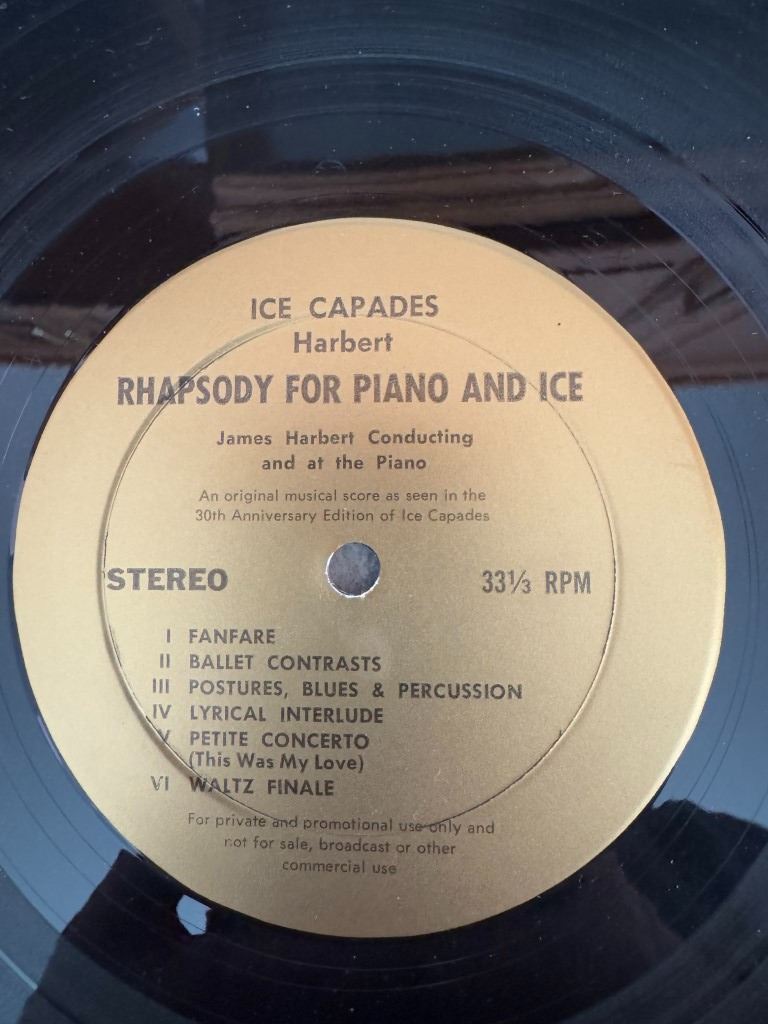 ICE CAPADES
Harbert
RHAPSODY FOR PIANO AND ICE
James Harbert Conducting
and at the Piano
An original musical score as seen in the
30th Anniversary Edition of Ice Capades
STEREO 33⅓ RPM
I FANFARE
II BALLET CONTRASTS
III POSTURES, BLUES & PERCUSSION
IV LYRICAL INTERLUDE
V PETITE CONCERTO
(This Was My Love)
VI WALTZ FINALE
For private and promotional use only and
not for sale, broadcast or other
commercial use